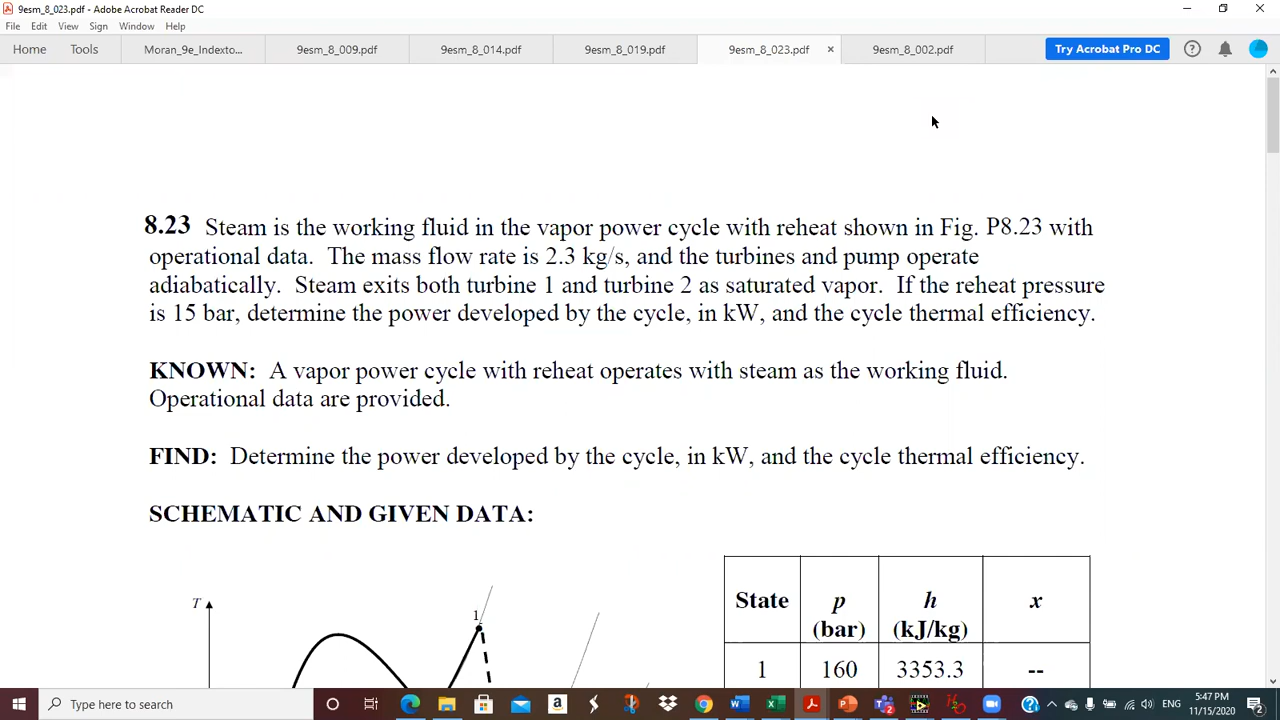 9esm_8_023.pdf - Adobe Acrobat Reader DC
File Edit View Sign Window Help
Home Tools Moran_9e_Indexto... 9esm_8_009.pdf 9esm_8_014.pdf 9esm_8_019.pdf 9esm_8_023.pdf × 9esm_8_002.pdf Try Acrobat Pro DC
8.23 Steam is the working fluid in the vapor power cycle with reheat shown in Fig. P8.23 with
operational data. The mass flow rate is 2.3 kg/s, and the turbines and pump operate
adiabatically. Steam exits both turbine 1 and turbine 2 as saturated vapor. If the reheat pressure
is 15 bar, determine the power developed by the cycle, in kW, and the cycle thermal efficiency.
KNOWN: A vapor power cycle with reheat operates with steam as the working fluid.
Operational data are provided.
FIND: Determine the power developed by the cycle, in kW, and the cycle thermal efficiency.
SCHEMATIC AND GIVEN DATA:
T
1
State p h x
(bar) (kJ/kg)
1 160 3353.3 --
Type here to search
ENG
5:47 PM
11/15/2020
2